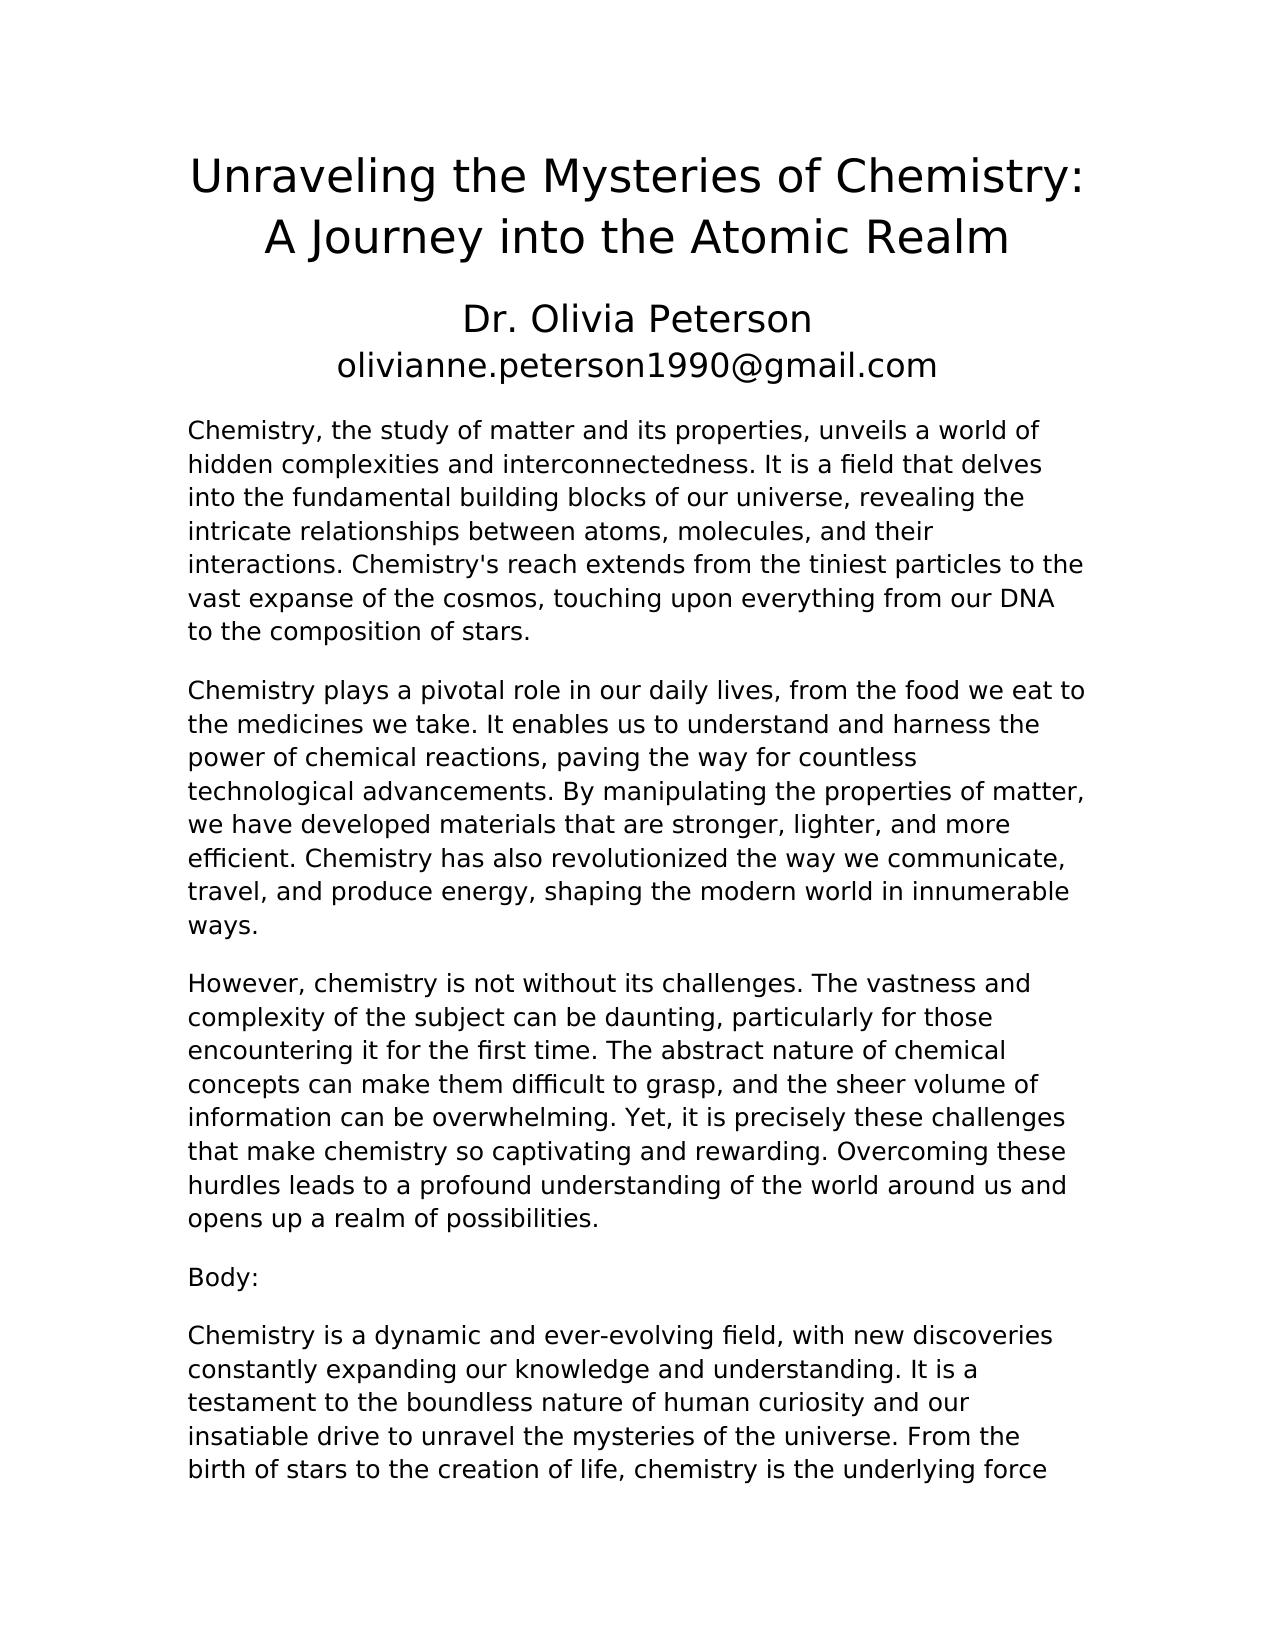 Unraveling the Mysteries of Chemistry:
A Journey into the Atomic Realm
Dr. Olivia Peterson
olivianne.peterson1990@gmail.com
Chemistry, the study of matter and its properties, unveils a world of
hidden complexities and interconnectedness. It is a field that delves
into the fundamental building blocks of our universe, revealing the
intricate relationships between atoms, molecules, and their
interactions. Chemistry's reach extends from the tiniest particles to the
vast expanse of the cosmos, touching upon everything from our DNA
to the composition of stars.
Chemistry plays a pivotal role in our daily lives, from the food we eat to
the medicines we take. It enables us to understand and harness the
power of chemical reactions, paving the way for countless
technological advancements. By manipulating the properties of matter,
we have developed materials that are stronger, lighter, and more
efficient. Chemistry has also revolutionized the way we communicate,
travel, and produce energy, shaping the modern world in innumerable
ways.
However, chemistry is not without its challenges. The vastness and
complexity of the subject can be daunting, particularly for those
encountering it for the first time. The abstract nature of chemical
concepts can make them difficult to grasp, and the sheer volume of
information can be overwhelming. Yet, it is precisely these challenges
that make chemistry so captivating and rewarding. Overcoming these
hurdles leads to a profound understanding of the world around us and
opens up a realm of possibilities.
Body:
Chemistry is a dynamic and ever-evolving field, with new discoveries
constantly expanding our knowledge and understanding. It is a
testament to the boundless nature of human curiosity and our
insatiable drive to unravel the mysteries of the universe. From the
birth of stars to the creation of life, chemistry is the underlying force